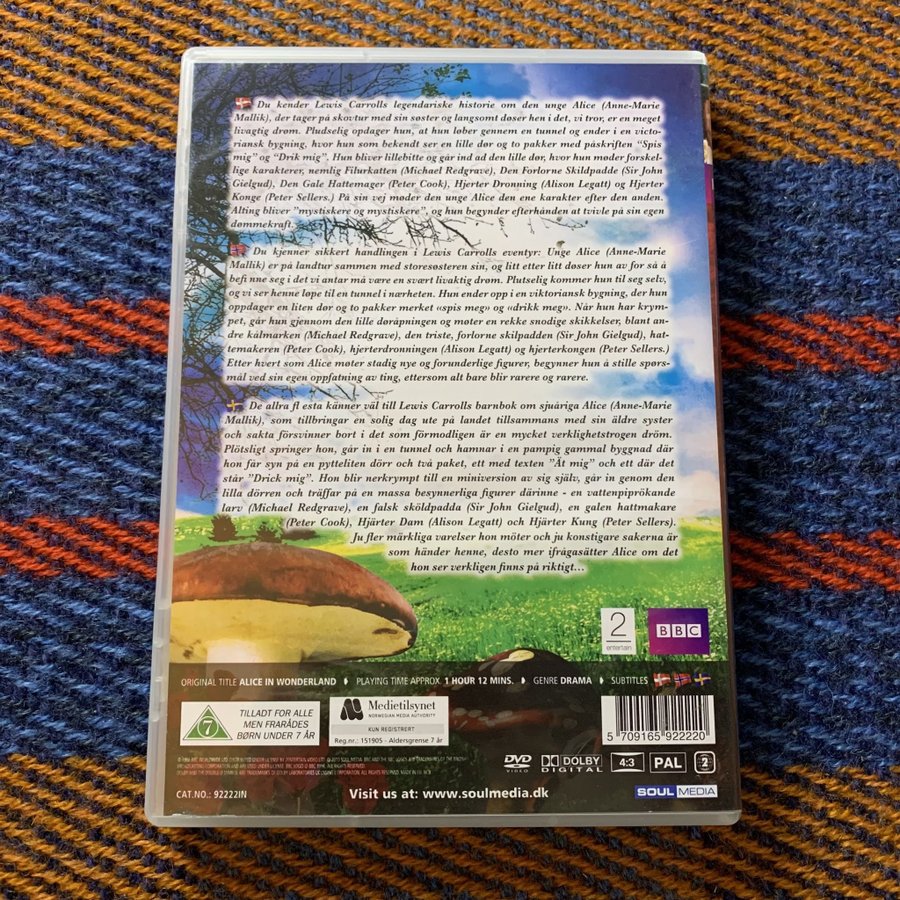 Du kender Lewis Carrolls legendariske historie om den unge Alice (Anne-Marie
Mallik), der tager på skovtur med sin søster og langsomt døser hen i det, vi tror, er en meget
livagtig drøm. Pludselig opdager hun, at hun løber gennem en tunnel og ender i en victo-
riansk bygning, hvor hun som bekendt ser en lille dør og to pakker med påskriften "Spis
mig" og "Drik mig". Hun bliver lillebitte og går ind ad den lille dør, hvor hun møder forskel-
lige karakterer, nemlig Filurkatten (Michael Redgrave), Den Forlorne Skildpadde (Sir John
Gielgud), Den Gale Hattemager (Peter Cook), Hjerter Dronning (Alison Legatt) og Hjerter
Konge (Peter Sellers.) På sin vej møder den unge Alice den ene karakter efter den anden.
Alting bliver "mystiskere og mystiskere", og hun begynder efterhånden at tvivle på sin egen
dømmekraft.
Du kjenner sikkert handlingen i Lewis Carrolls eventyr: Unge Alice (Anne-Marie
Mallik) er på landtur sammen med storesøsteren sin, og litt etter litt døser hun av for så å
befi nne seg i det vi antar må være en svært livaktig drøm. Plutselig kommer hun til seg selv,
og vi ser henne løpe til en tunnel i nærheten. Hun ender opp i en viktoriansk bygning, der hun
oppdager en liten dør og to pakker merket «spis meg» og «drikk meg». Når hun har krym-
pet, går hun gjennom den lille døråpningen og møter en rekke snodige skikkelser, blant an-
dre kålmarken (Michael Redgrave), den triste, forlorne skilpadden (Sir John Gielgud), hat-
temakeren (Peter Cook), hjerterdronningen (Alison Legatt) og hjerterkongen (Peter Sellers.)
Etter hvert som Alice møter stadig nye og forunderlige figurer, begynner hun å stille spørs-
mål ved sin egen oppfatning av ting, ettersom alt bare blir rarere og rarere.
De allra fl esta känner väl till Lewis Carrolls barnbok om sjuåriga Alice (Anne-Marie
Mallik), som tillbringar en solig dag ute på landet tillsammans med sin äldre syster
och sakta försvinner bort i det som förmodligen är en mycket verklighetstrogen dröm.
Plötsligt springer hon, går in i en tunnel och hamnar i en pampig gammal byggnad där
hon får syn på en pytteliten dörr och två paket, ett med texten "Ät mig" och ett där det
står "Drick mig". Hon blir nerkrympt till en miniversion av sig själv, går in genom den
lilla dörren och träffar på en massa besynnerliga figurer därinne - en vattenpiprökande
larv (Michael Redgrave), en falsk sköldpadda (Sir John Gielgud), en galen hattmakare
(Peter Cook), Hjärter Dam (Alison Legatt) och Hjärter Kung (Peter Sellers).
Ju fler märkliga varelser hon möter och ju konstigare sakerna är
som händer henne, desto mer ifrågasätter Alice om det
hon ser verkligen finns på riktigt...
2 entertain
BBC
ORIGINAL TITLE ALICE IN WONDERLAND ▸ PLAYING TIME APPROX. 1 HOUR 12 MINS. ▸ GENRE DRAMA ▸ SUBTITLES
7
TILLADT FOR ALLE
MEN FRARÅDES
BØRN UNDER 7 ÅR
Medietilsynet
NORWEGIAN MEDIA AUTHORITY
KUN REGISTRERT
Reg.nr.: 151905 - Aldersgrense 7 år
5 709165 922220
DVD VIDEO
DOLBY DIGITAL
4:3
PAL
2
CAT.NO.: 92222IN
Visit us at: www.soulmedia.dk
SOUL MEDIA